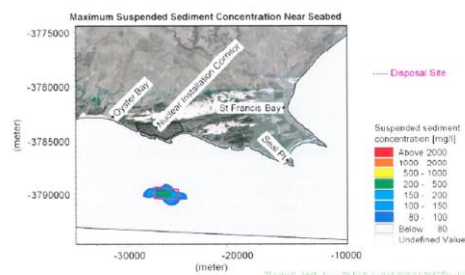 Maximum Suspended Sediment Concentration Near Seabed
-3775000
-3780000
-3785000
-3790000
(meter)
-30000
-20000
-10000
(meter)
Oyster Bay
Nuclear Installation Corridor
St Francis Bay
Seal Pt
Disposal Site
Suspended sediment
concentration [mg/l]
Above 2000
1000 - 2000
500 - 1000
200 - 500
150 - 200
100 - 150
80 - 100
Below 80
Undefined Value